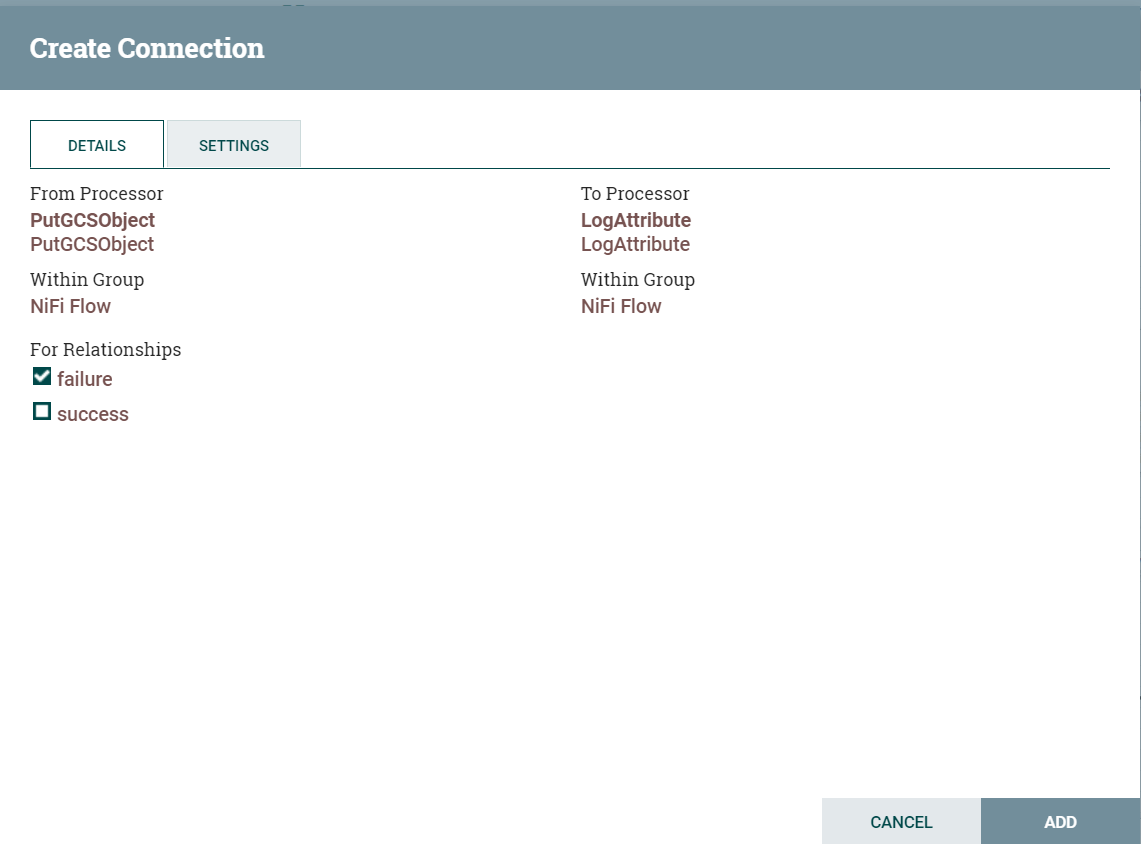 Create Connection
DETAILS
SETTINGS
From Processor
PutGCSObject
PutGCSObject
Within Group
NiFi Flow
To Processor
LogAttribute
LogAttribute
Within Group
NiFi Flow
For Relationships
failure
success
CANCEL
ADD